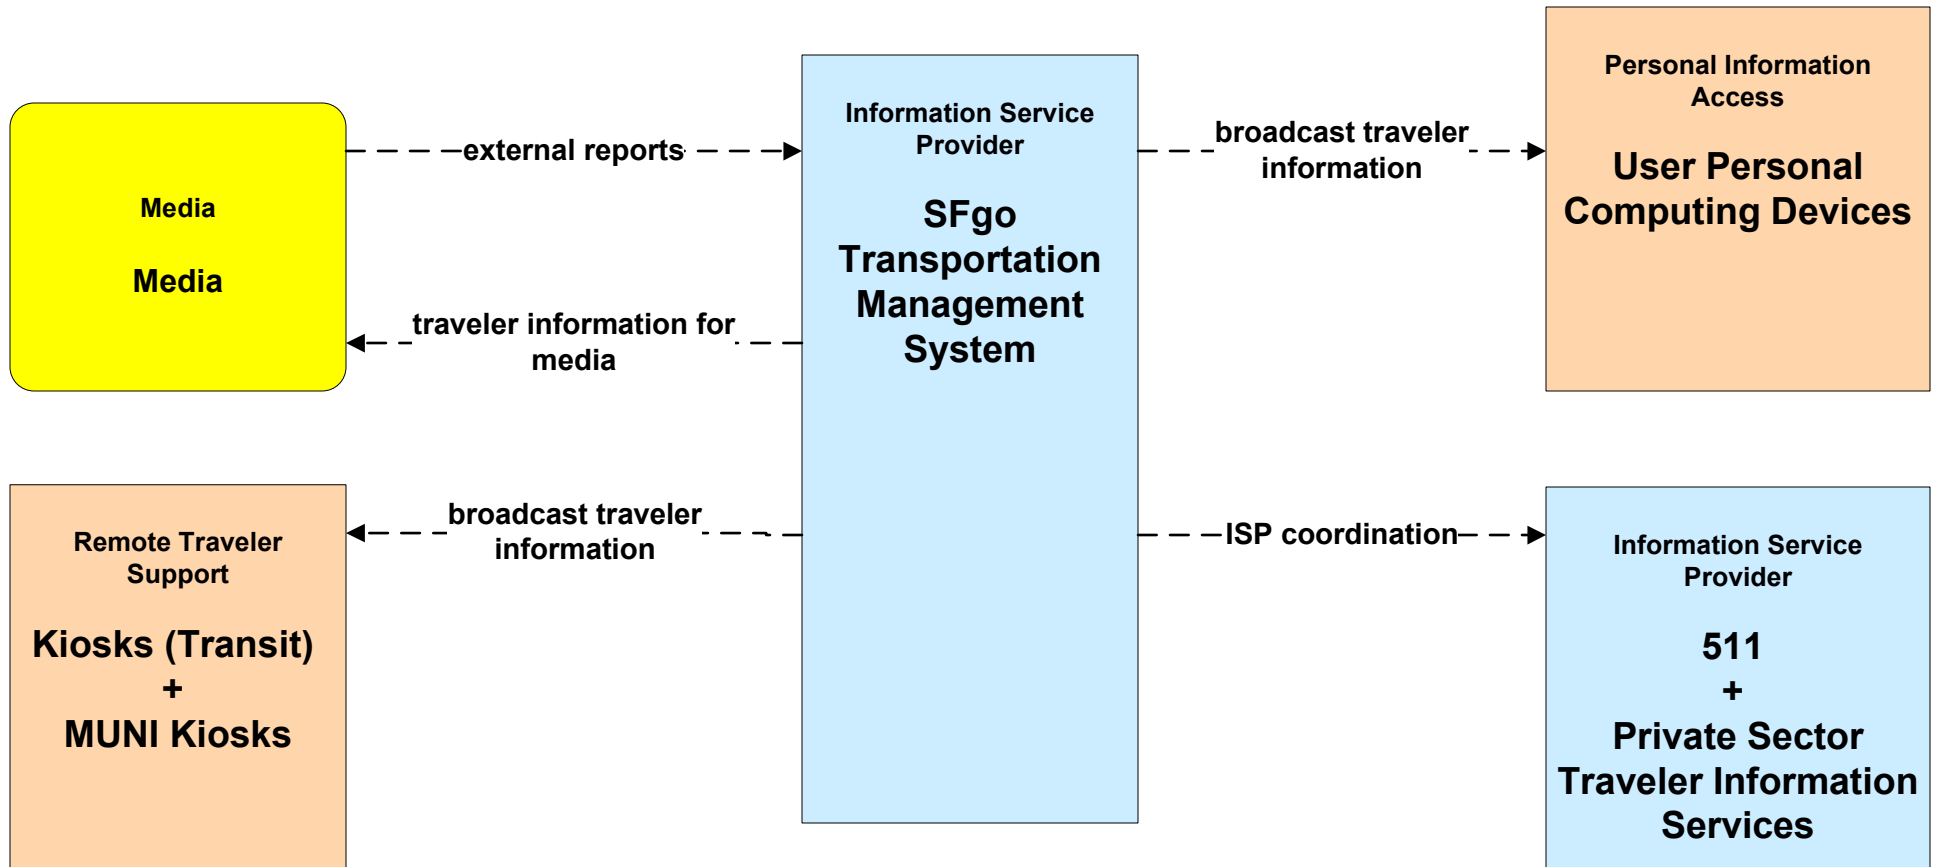 Media
Media
external reports
traveler information for
media
Information Service
Provider
SFgo
Transportation
Management
System
broadcast traveler
information
Personal Information
Access
User Personal
Computing Devices
Remote Traveler
Support
Kiosks (Transit)
+
MUNI Kiosks
broadcast traveler
information
ISP coordination
Information Service
Provider
511
+
Private Sector
Traveler Information
Services